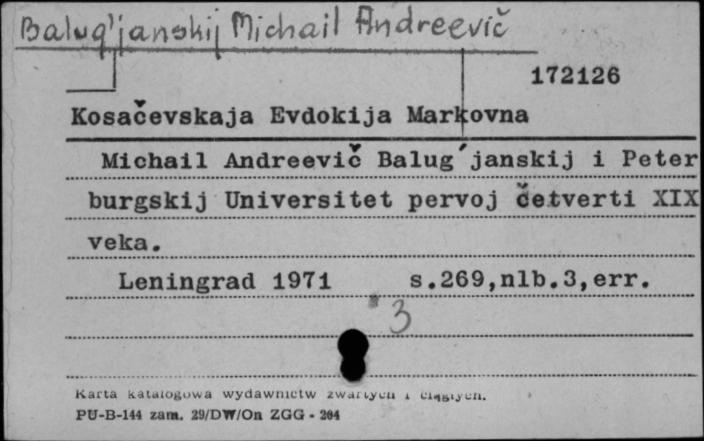 Balug'janskij Michail Andreevič
172126
Kosačevskaja Evdokija Markovna
Michail Andreevič Balug'janskij i Peter
burgskij Universitet pervoj četverti XIX
veka.
Leningrad 1971 s.269,nlb.3,err.
3
Karta katalogowa wydawnictw zwartych i ciągłych.
PU-B-144 zam. 29/DW/On ZGG - 204